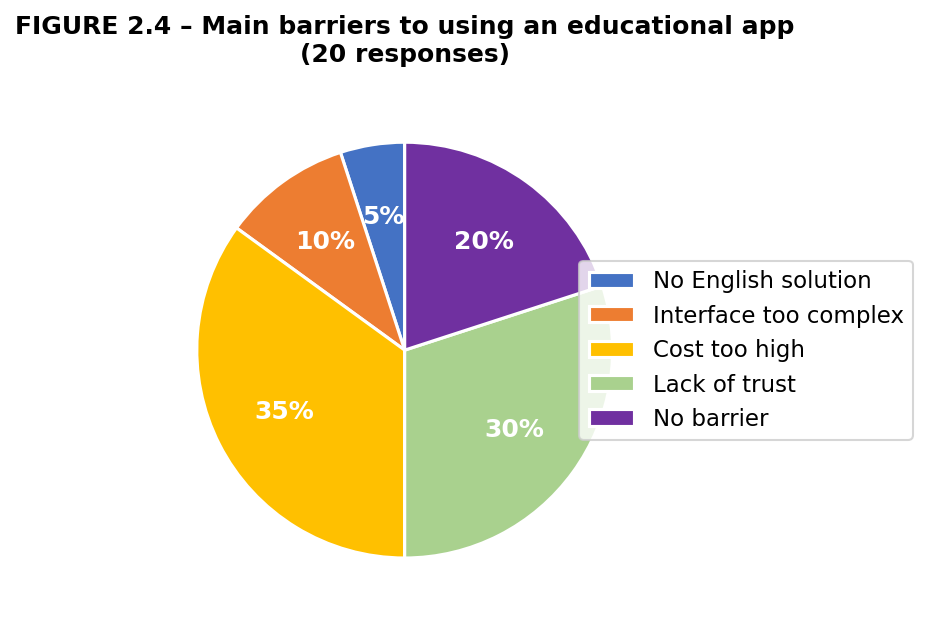 FIGURE 2.4 – Main barriers to using an educational app
(20 responses)
5%
20%
10%
35%
30%
No English solution
Interface too complex
Cost too high
Lack of trust
No barrier